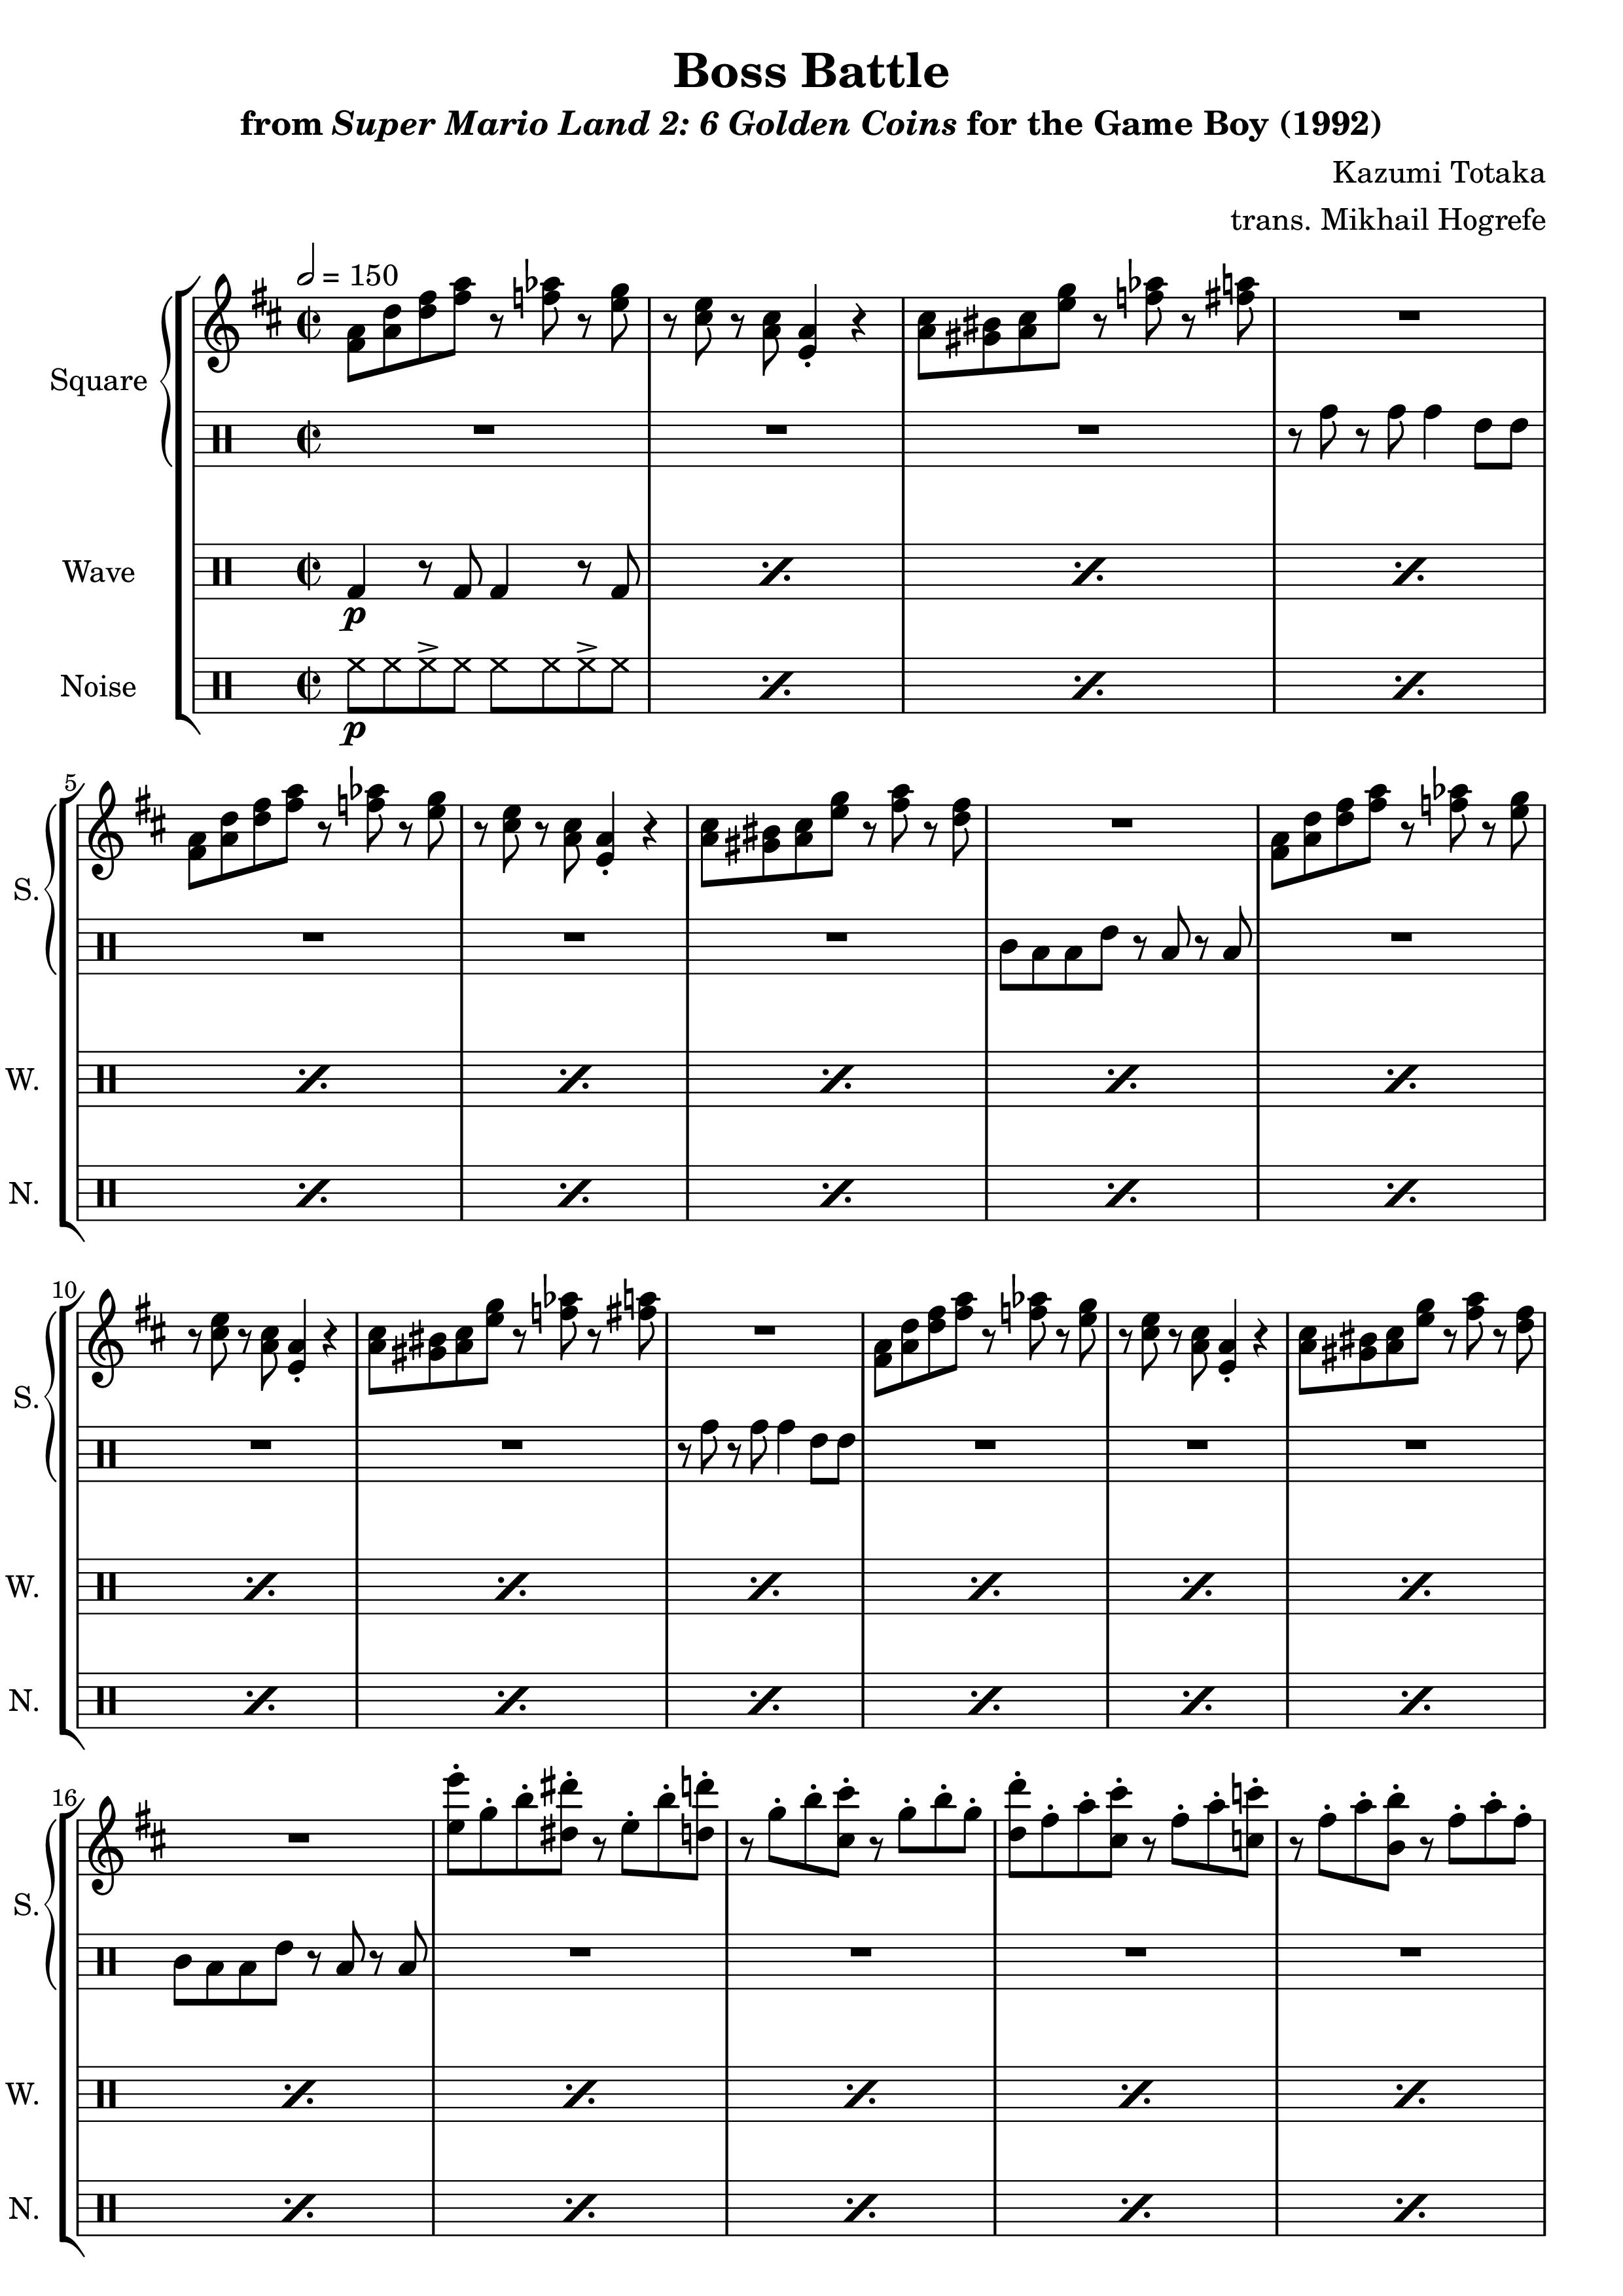 Boss Battle
from Super Mario Land 2: 6 Golden Coins for the Game Boy (1992)
Kazumi Totaka
trans. Mikhail Hogrefe
= 150
Square
Wave
p
Noise
p
5
S.
W.
N.
10
S.
W.
N.
16
S.
W.
N.